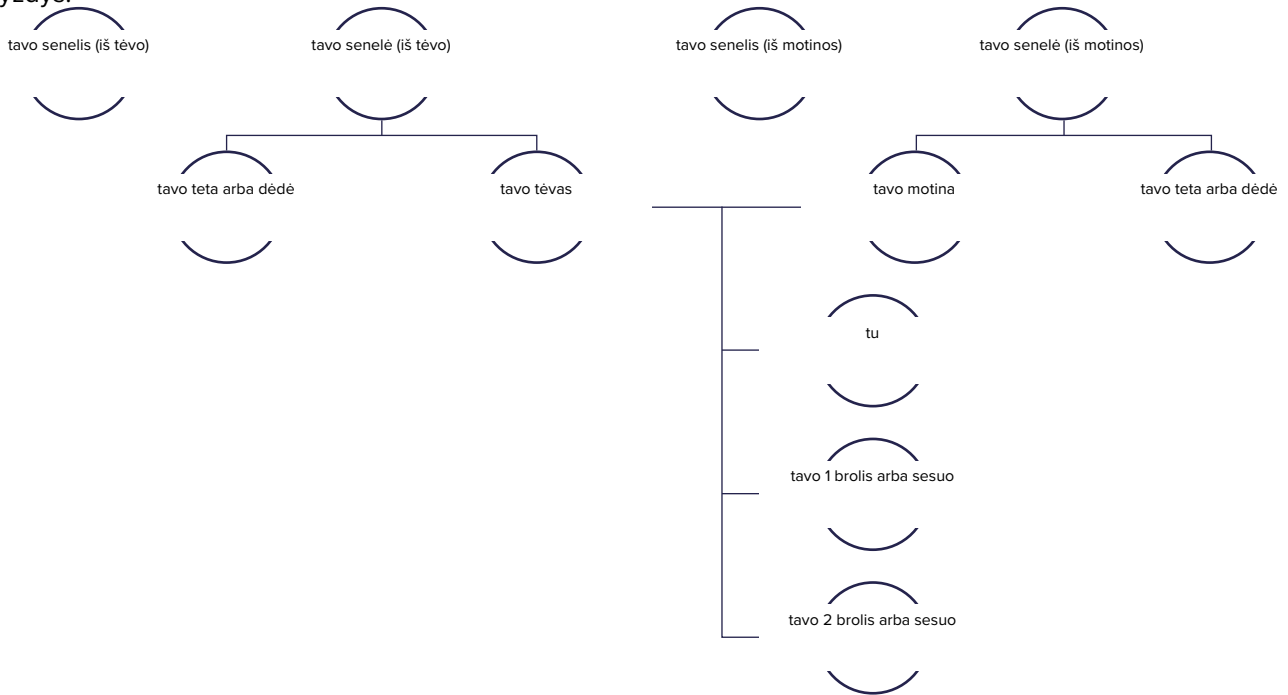 tavo senelis (iš tėvo)
tavo senelė (iš tėvo)
tavo senelis (iš motinos)
tavo senelė (iš motinos)
tavo teta arba dėdė
tavo tėvas
tavo motina
tavo teta arba dėdė
tu
tavo 1 brolis arba sesuo
tavo 2 brolis arba sesuo